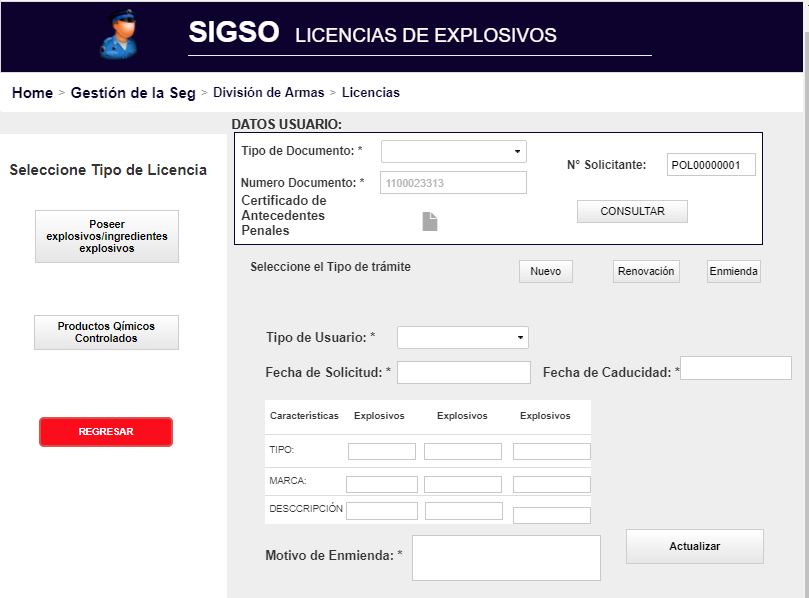 SIGSO LICENCIAS DE EXPLOSIVOS
Home > Gestión de la Seg > División de Armas > Licencias
DATOS USUARIO:
Seleccione Tipo de Licencia
Poseer
explosivos/ingredientes
explosivos
Productos Qímicos
Controlados
REGRESAR
Tipo de Documento: *
N° Solicitante: POL00000001
Numero Documento: * 1100023313
Certificado de
Antecedentes
Penales
CONSULTAR
Seleccione el Tipo de trámite
Nuevo
Renovación
Enmienda
Tipo de Usuario: *
Fecha de Solicitud: *
Fecha de Caducidad: *
Características Explosivos Explosivos Explosivos
TIPO:
MARCA:
DESCCRIPCIÓN
Motivo de Enmienda: *
Actualizar